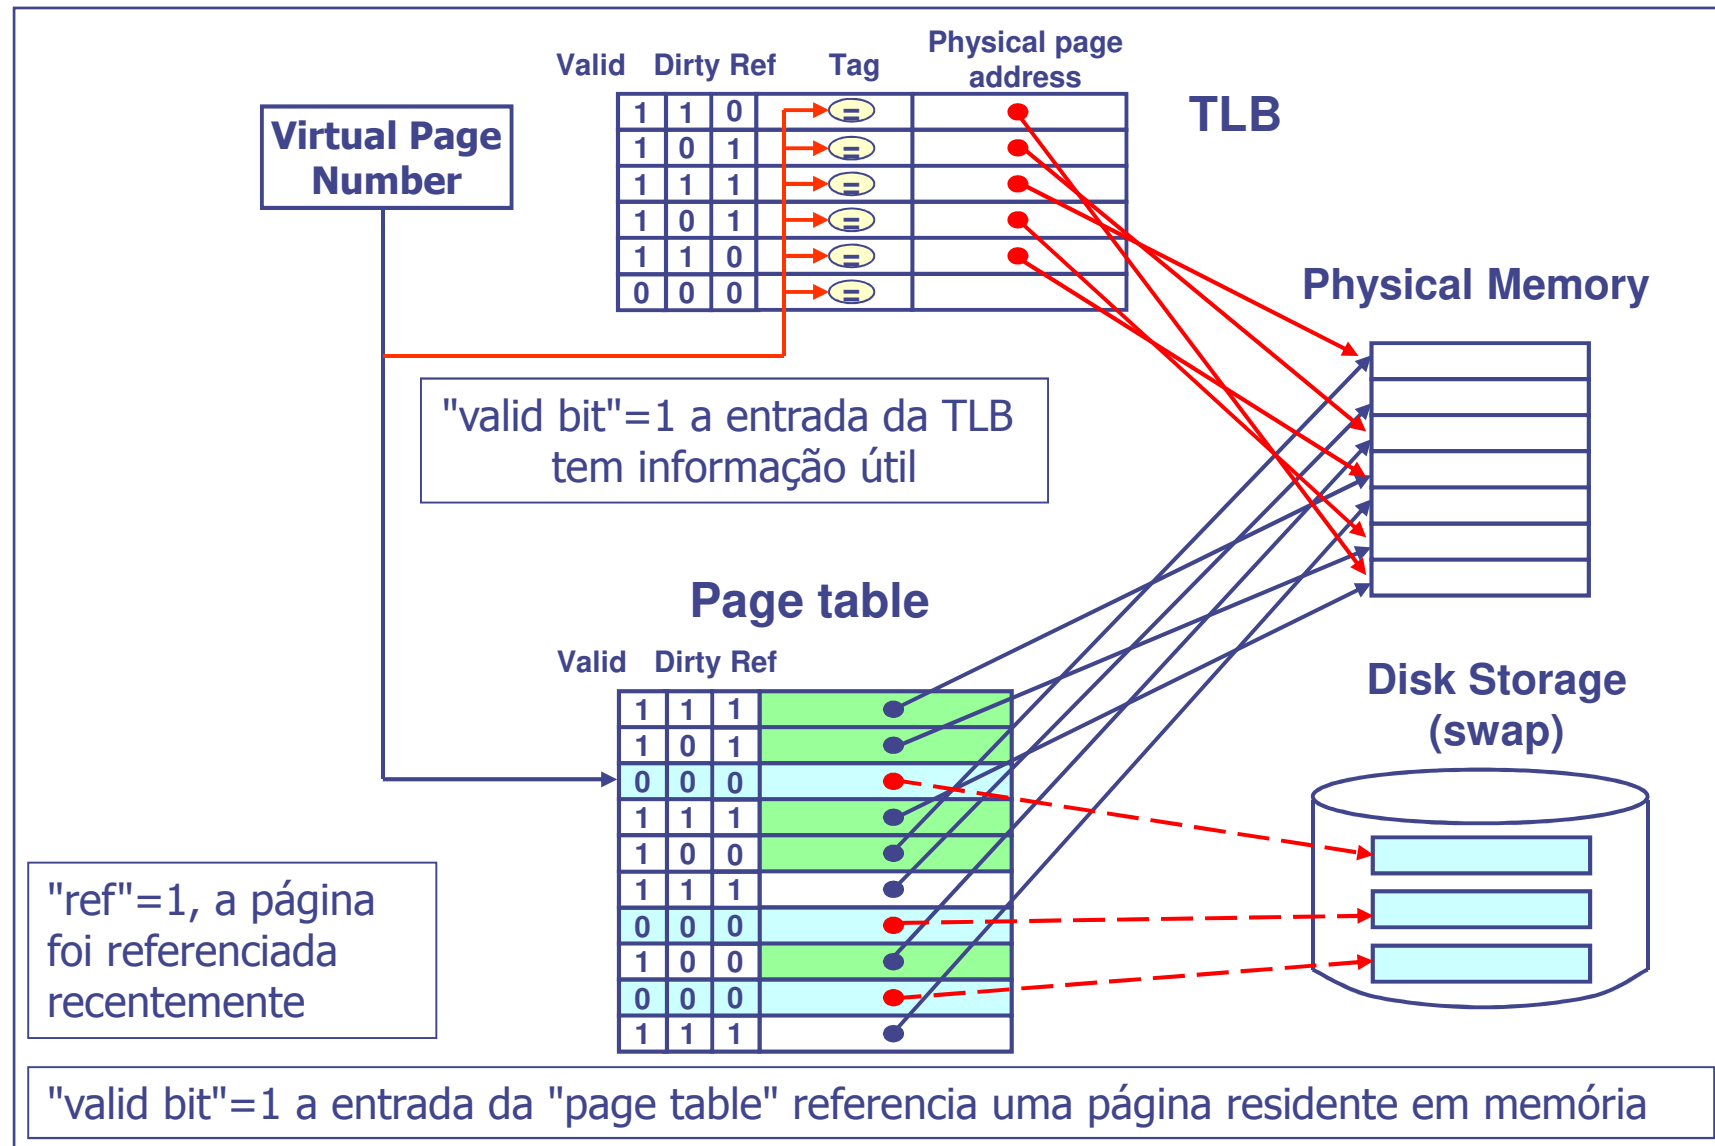 Physical page
Valid Dirty Ref Tag address
TLB
Virtual Page
Number
1 1 0 =
1 0 1 =
1 1 1 =
1 0 1 =
1 1 0 =
0 0 0 =
Physical Memory
"valid bit"=1 a entrada da TLB
tem informação útil
Page table
Valid Dirty Ref
1 1 1
1 0 1
0 0 0
1 1 1
1 0 0
1 1 1
0 0 0
1 0 0
0 0 0
1 1 1
Disk Storage
(swap)
"ref"=1, a página
foi referenciada
recentemente
"valid bit"=1 a entrada da "page table" referencia uma página residente em memória